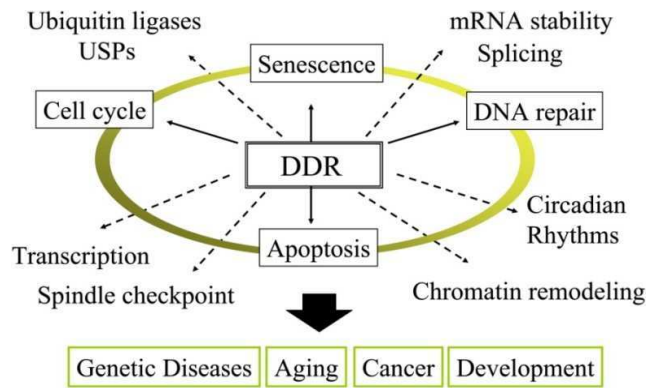 Ubiquitin ligases
USPs
mRNA stability
Splicing
Senescence
Cell cycle
DNA repair
DDR
Circadian
Rhythms
Apoptosis
Transcription
Spindle checkpoint
Chromatin remodeling
Genetic Diseases
Aging
Cancer
Development